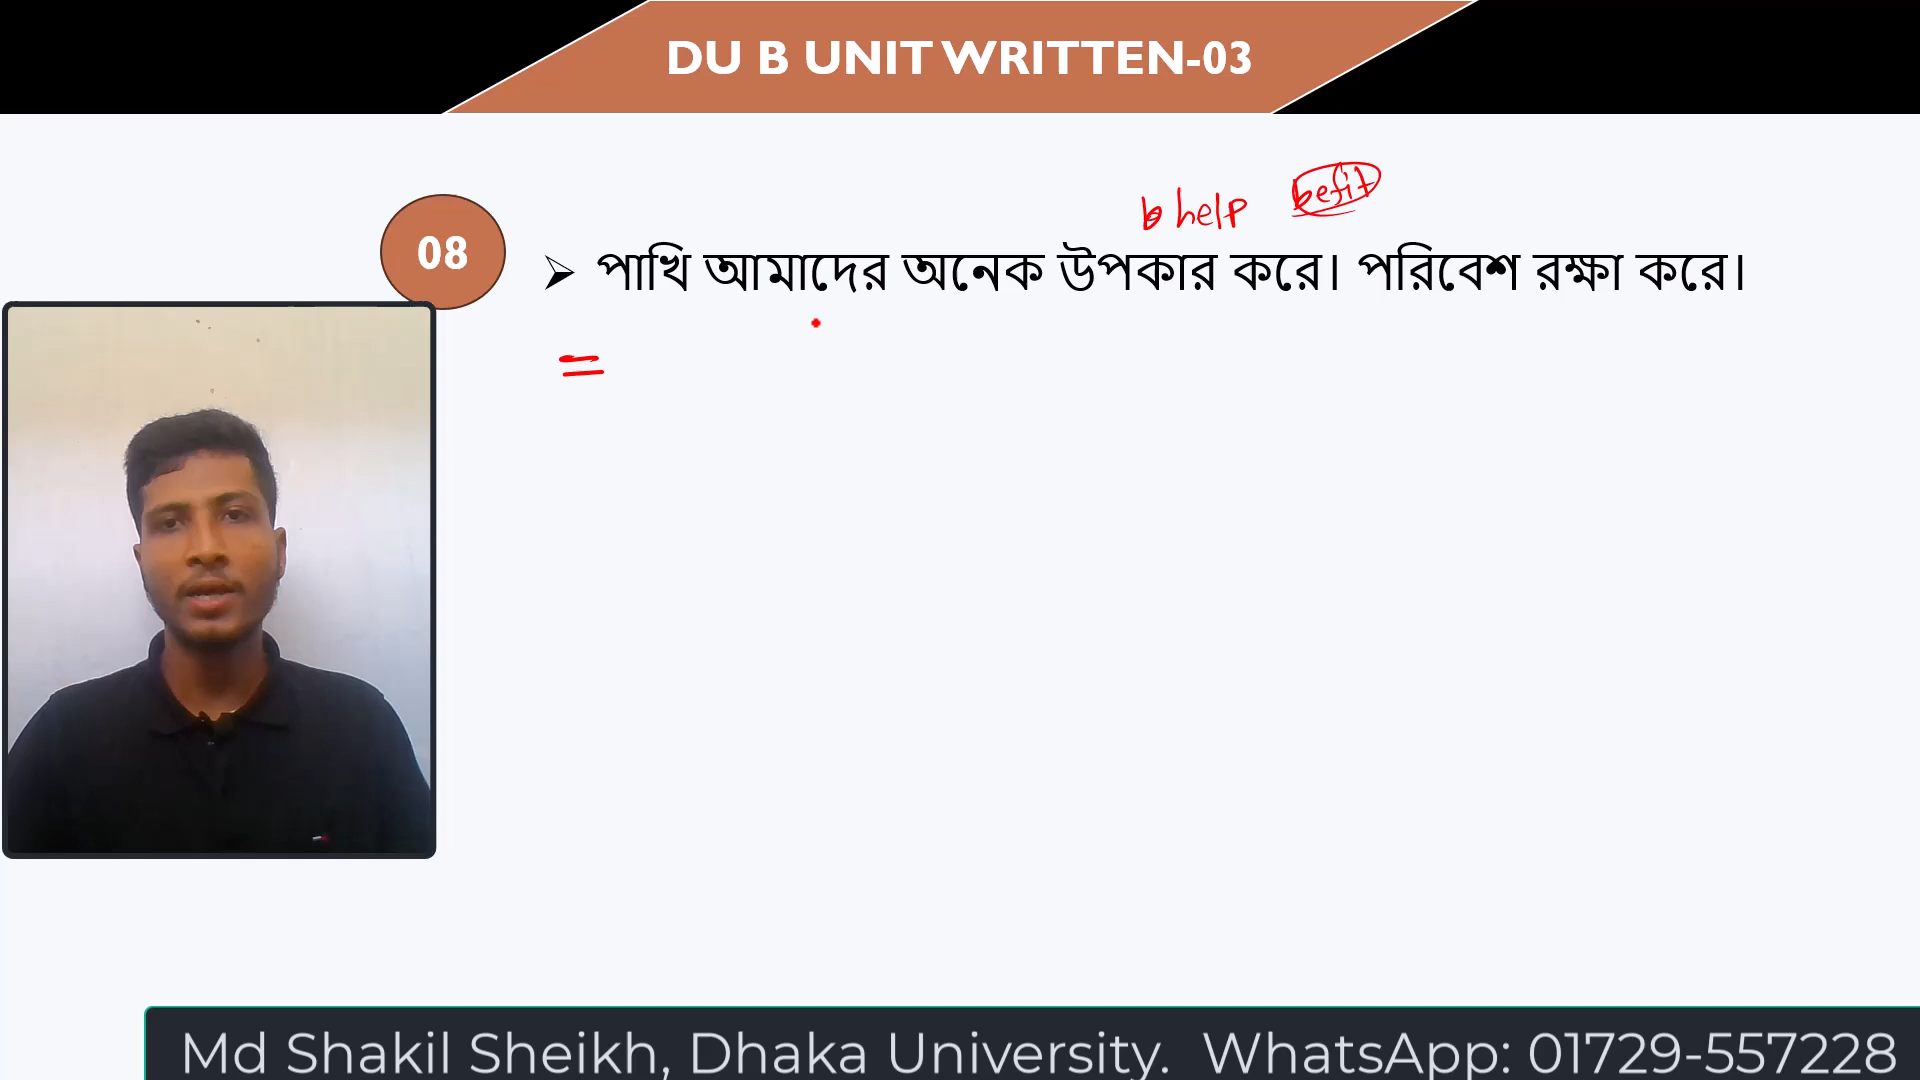 DU B UNIT WRITTEN-03
b help befit
08
➢ পাখি আমাদের অনেক উপকার করে। পরিবেশ রক্ষা করে।
=
Md Shakil Sheikh, Dhaka University. WhatsApp: 01729-557228